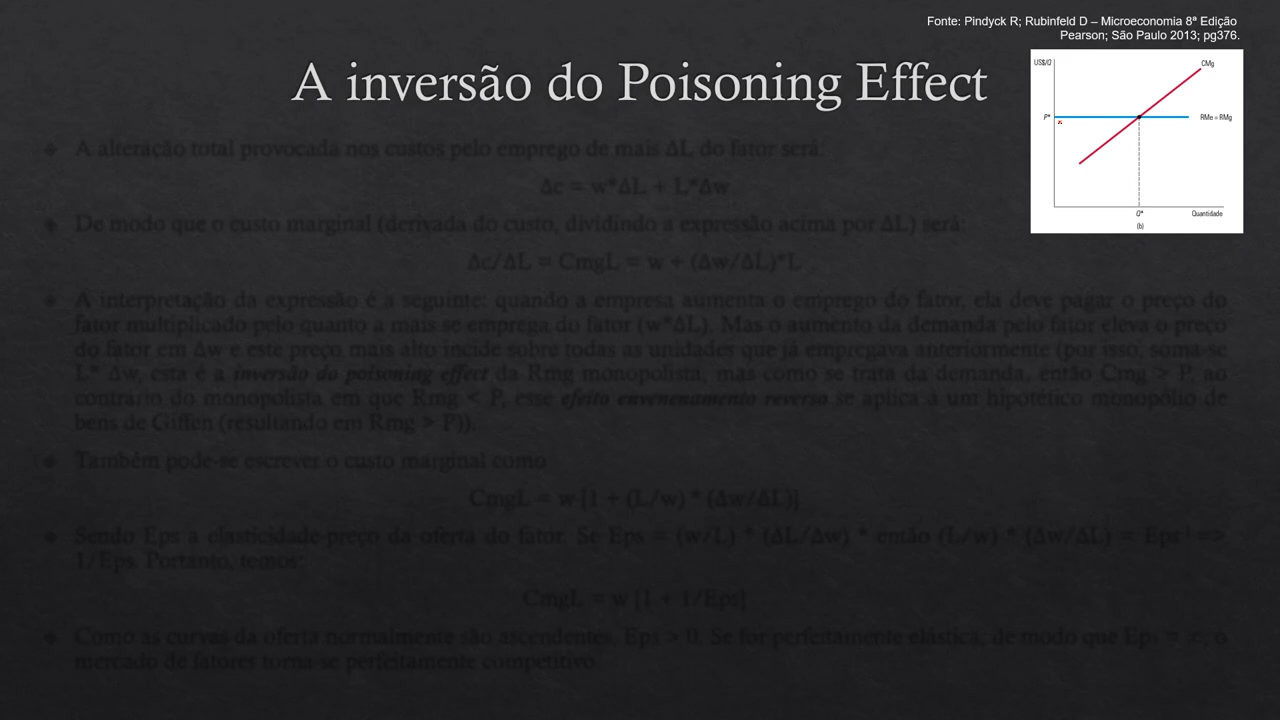 Fonte: Pindyck R; Rubinfeld D – Microeconomia 8ª Edição
Pearson; São Paulo 2013; pg376.
A inversão do Poisoning Effect
US$/Q
CMg
P*
RMe = RMg
Q*
Quantidade
(b)
A alteração total provocada nos custos pelo emprego de mais ΔL do fator será:
Δc = w*ΔL + L*Δw
De modo que o custo marginal (derivada do custo, dividindo a expressão acima por ΔL) será:
Δc/ΔL = CmgL = w + (Δw/ΔL)*L
A interpretação da expressão é a seguinte: quando a empresa aumenta o emprego do fator, ela deve pagar o preço do
fator multiplicado pelo quanto a mais se emprega do fator (w*ΔL). Mas o aumento da demanda pelo fator eleva o preço
do fator em Δw e este preço mais alto incide sobre todas as unidades que já empregava anteriormente (por isso, soma-se
L* Δw, esta é a inversão do poisoning effect da Rmg monopolista, mas como se trata da demanda, então Cmg > P, ao
contrário do monopolista em que Rmg < P, esse efeito envenenamento reverso se aplica a um hipotético monopólio de
bens de Giffen (resultando em Rmg > P)).
Também pode-se escrever o custo marginal como
CmgL = w [1 + (L/w) * (Δw/ΔL)]
Sendo Eps a elasticidade-preço da oferta do fator. Se Eps = (w/L) * (ΔL/Δw) * então (L/w) * (Δw/ΔL) = Eps⁻¹ =>
1/Eps. Portanto, temos:
CmgL = w [1 + 1/Eps]
Como as curvas da oferta normalmente são ascendentes, Eps > 0. Se for perfeitamente elástica, de modo que Eps = ∞, o
mercado de fatores torna-se perfeitamente competitivo.